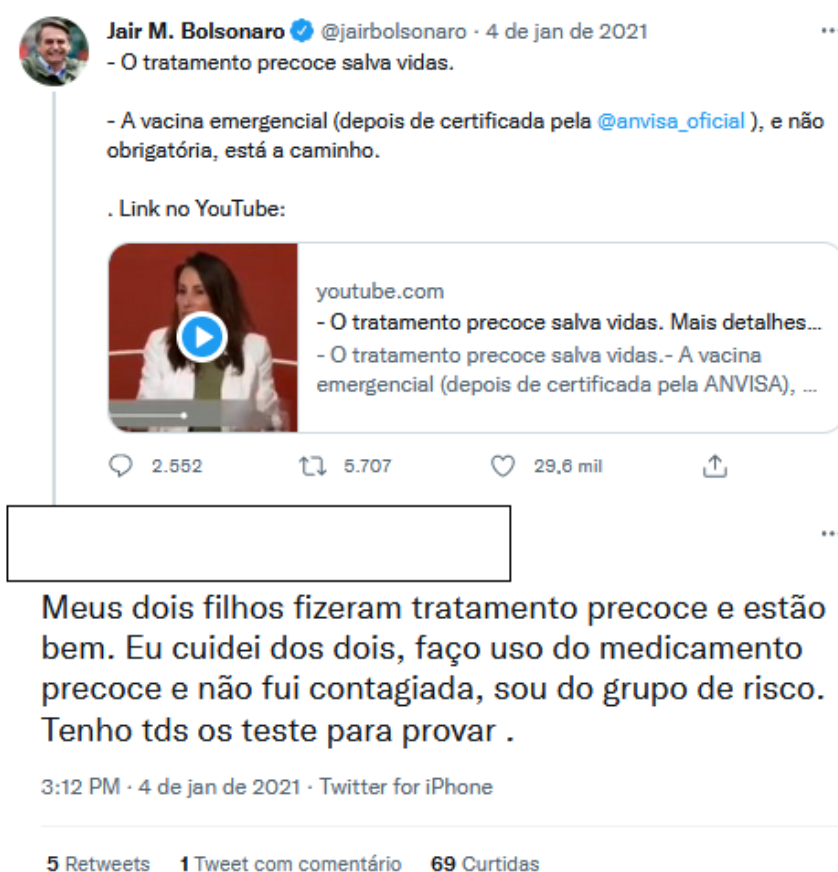 Jair M. Bolsonaro @jairbolsonaro · 4 de jan de 2021
- O tratamento precoce salva vidas.
- A vacina emergencial (depois de certificada pela @anvisa_oficial ), e não
obrigatória, está a caminho.
. Link no YouTube:
youtube.com
- O tratamento precoce salva vidas. Mais detalhes...
- O tratamento precoce salva vidas.- A vacina
emergencial (depois de certificada pela ANVISA), ...
2.552 5.707 29,6 mil
Meus dois filhos fizeram tratamento precoce e estão
bem. Eu cuidei dos dois, faço uso do medicamento
precoce e não fui contagiada, sou do grupo de risco.
Tenho tds os teste para provar .
3:12 PM · 4 de jan de 2021 · Twitter for iPhone
5 Retweets 1 Tweet com comentário 69 Curtidas